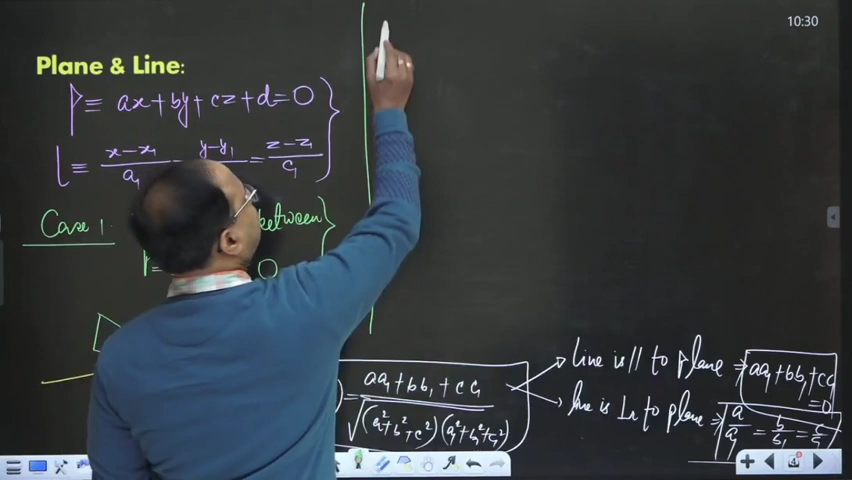 10:30
Plane & Line:
P ≡ ax+by+cz+d=0
L ≡ x-x₁/a₁ = y-y₁ = z-z₁/c₁
Case 1. between
0
= aa₁+bb₁+cc₁/√(a²+b²+c²)(a₁²+b₁²+c₁²)
line is // to plane ⇒ aa₁+bb₁+cc₁=0
line is ⊥r to plane ⇒ a/a₁ = b/b₁ = c/c₁
4